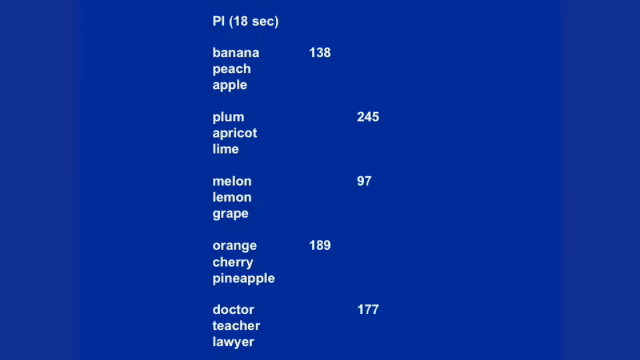 PI (18 sec)
banana 138
peach
apple
plum 245
apricot
lime
melon 97
lemon
grape
orange 189
cherry
pineapple
doctor 177
teacher
lawyer